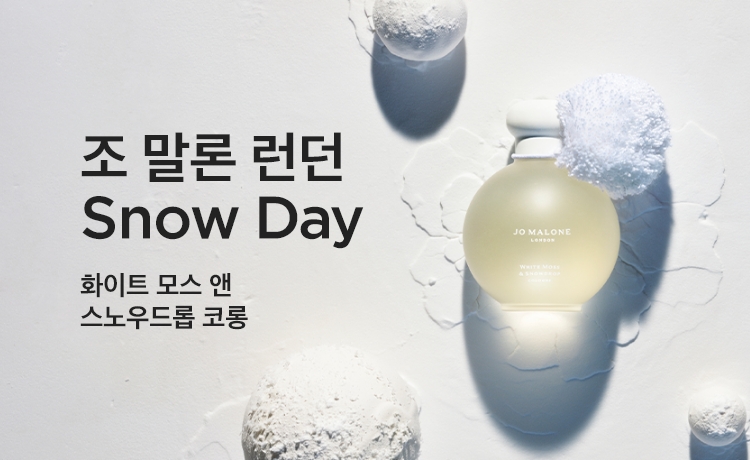 조 말론 런던
Snow Day
화이트 모스 앤
스노우드롭 코롱
JO MALONE
LONDON
WHITE MOSS
& SNOWDROP